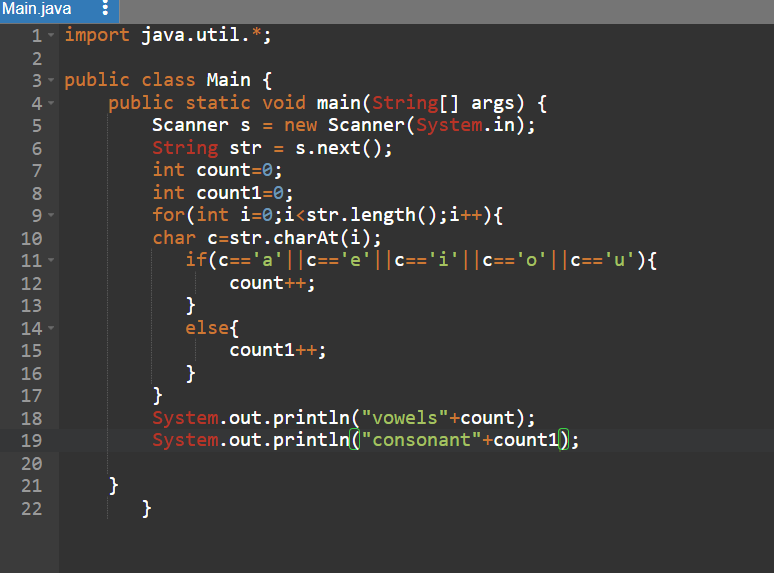 Main.java
1 import java.util.*;
2
3 public class Main {
4     public static void main(String[] args) {
5         Scanner s = new Scanner(System.in);
6         String str = s.next();
7         int count=0;
8         int count1=0;
9         for(int i=0;i<str.length();i++){
10         char c=str.charAt(i);
11            if(c=='a'||c=='e'||c=='i'||c=='o'||c=='u'){
12                count++;
13            }
14            else{
15                count1++;
16            }
17         }
18         System.out.println("vowels"+count);
19         System.out.println("consonant"+count1);
20
21     }
22        }